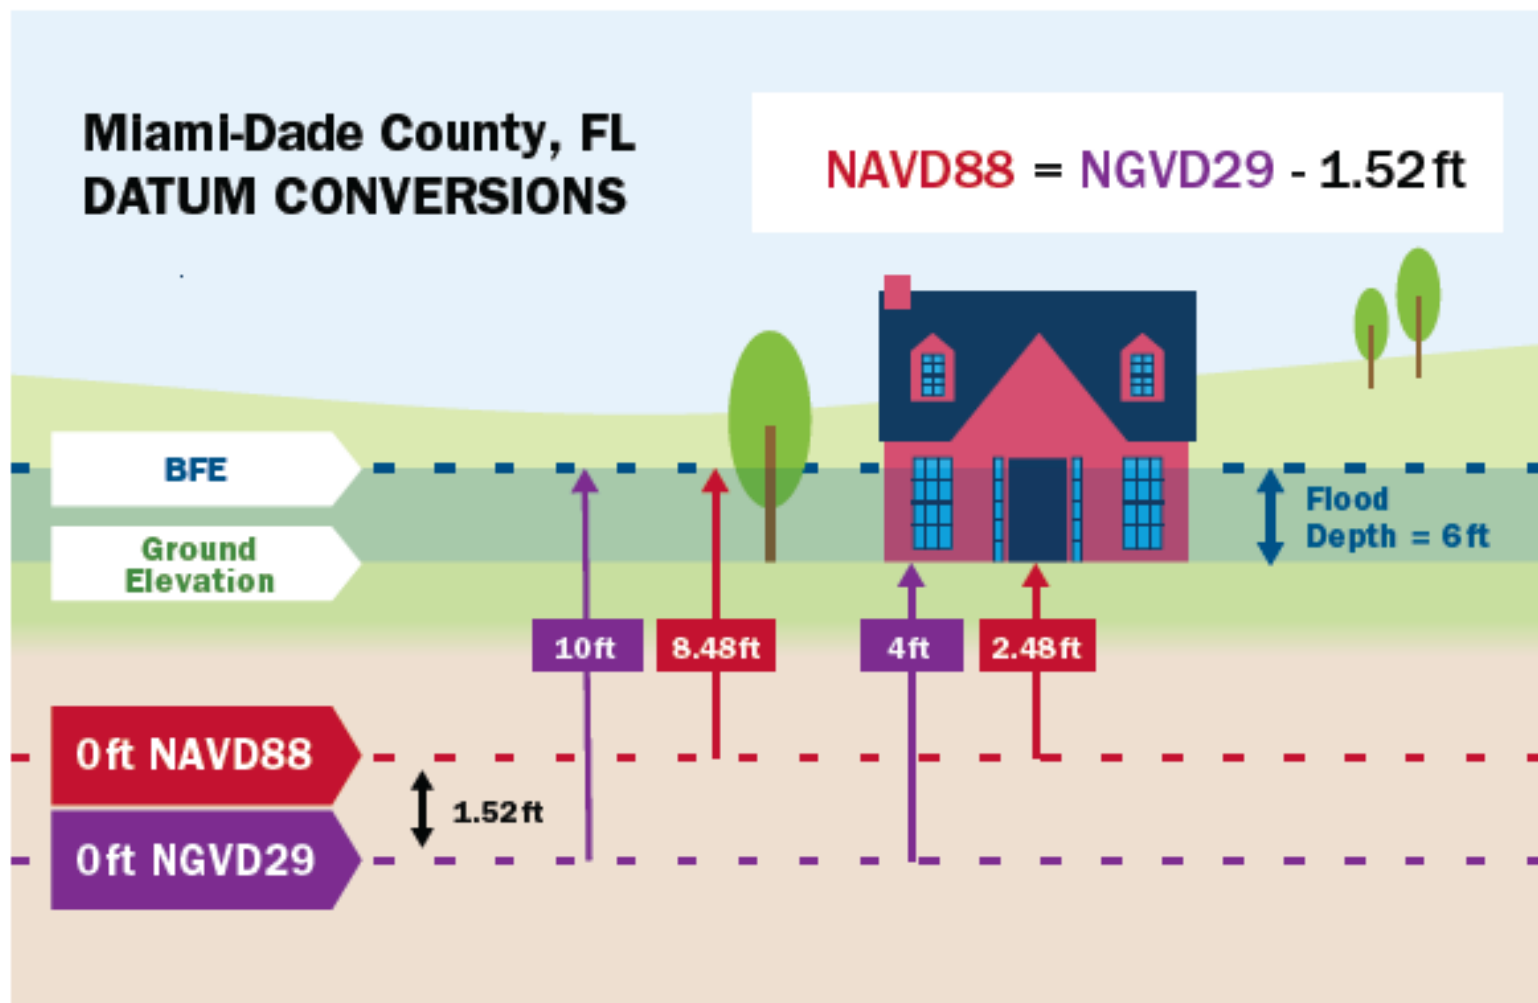 Miami-Dade County, FL
DATUM CONVERSIONS
NAVD88 = NGVD29 - 1.52 ft
BFE
Flood
Depth = 6 ft
Ground
Elevation
10 ft
8.48 ft
4 ft
2.48 ft
0 ft NAVD88
1.52 ft
0 ft NGVD29